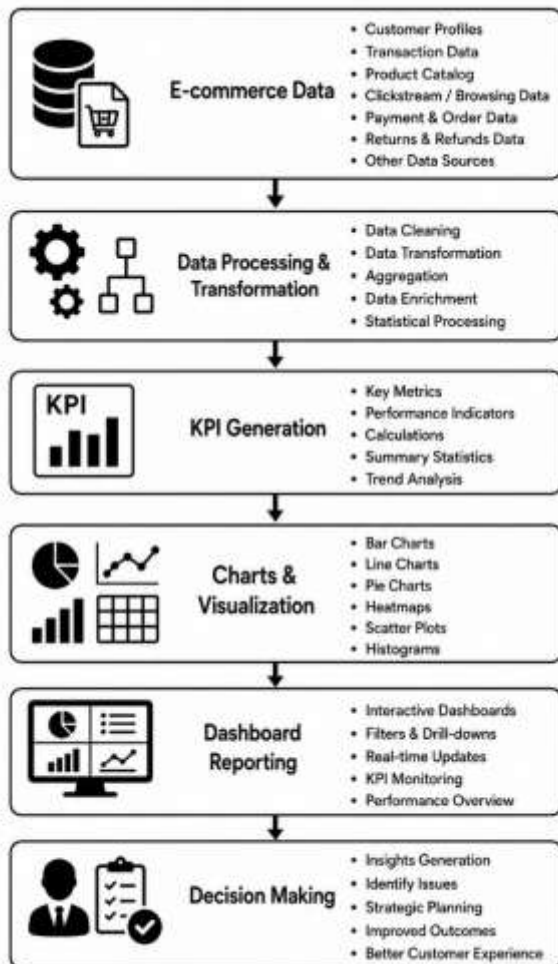 E-commerce Data
• Customer Profiles
• Transaction Data
• Product Catalog
• Clickstream / Browsing Data
• Payment & Order Data
• Returns & Refunds Data
• Other Data Sources
Data Processing &
Transformation
• Data Cleaning
• Data Transformation
• Aggregation
• Data Enrichment
• Statistical Processing
KPI
KPI Generation
• Key Metrics
• Performance Indicators
• Calculations
• Summary Statistics
• Trend Analysis
Charts &
Visualization
• Bar Charts
• Line Charts
• Pie Charts
• Heatmaps
• Scatter Plots
• Histograms
Dashboard
Reporting
• Interactive Dashboards
• Filters & Drill-downs
• Real-time Updates
• KPI Monitoring
• Performance Overview
Decision Making
• Insights Generation
• Identify Issues
• Strategic Planning
• Improved Outcomes
• Better Customer Experience